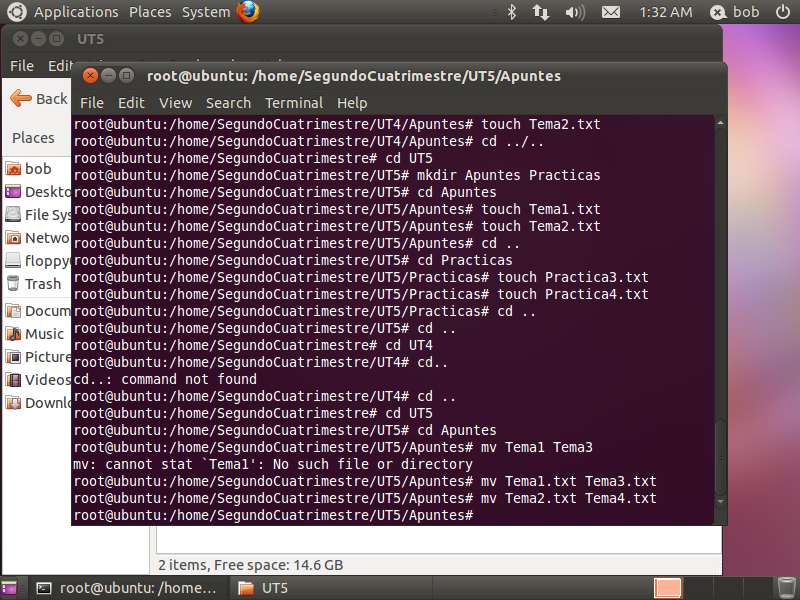 Applications Places System 1:32 AM bob
UT5
File Edit
Back
Places
bob
Deskto
File Sys
Netwo
floppy
Trash
Docum
Music
Picture
Videos
Downlo
root@ubuntu: /home/SegundoCuatrimestre/UT5/Apuntes
File Edit View Search Terminal Help
root@ubuntu:/home/SegundoCuatrimestre/UT4/Apuntes# touch Tema2.txt
root@ubuntu:/home/SegundoCuatrimestre/UT4/Apuntes# cd ../..
root@ubuntu:/home/SegundoCuatrimestre# cd UT5
root@ubuntu:/home/SegundoCuatrimestre/UT5# mkdir Apuntes Practicas
root@ubuntu:/home/SegundoCuatrimestre/UT5# cd Apuntes
root@ubuntu:/home/SegundoCuatrimestre/UT5/Apuntes# touch Tema1.txt
root@ubuntu:/home/SegundoCuatrimestre/UT5/Apuntes# touch Tema2.txt
root@ubuntu:/home/SegundoCuatrimestre/UT5/Apuntes# cd ..
root@ubuntu:/home/SegundoCuatrimestre/UT5# cd Practicas
root@ubuntu:/home/SegundoCuatrimestre/UT5/Practicas# touch Practica3.txt
root@ubuntu:/home/SegundoCuatrimestre/UT5/Practicas# touch Practica4.txt
root@ubuntu:/home/SegundoCuatrimestre/UT5/Practicas# cd ..
root@ubuntu:/home/SegundoCuatrimestre/UT5# cd ..
root@ubuntu:/home/SegundoCuatrimestre# cd UT4
root@ubuntu:/home/SegundoCuatrimestre/UT4# cd..
cd..: command not found
root@ubuntu:/home/SegundoCuatrimestre/UT4# cd ..
root@ubuntu:/home/SegundoCuatrimestre# cd UT5
root@ubuntu:/home/SegundoCuatrimestre/UT5# cd Apuntes
root@ubuntu:/home/SegundoCuatrimestre/UT5/Apuntes# mv Tema1 Tema3
mv: cannot stat `Tema1': No such file or directory
root@ubuntu:/home/SegundoCuatrimestre/UT5/Apuntes# mv Tema1.txt Tema3.txt
root@ubuntu:/home/SegundoCuatrimestre/UT5/Apuntes# mv Tema2.txt Tema4.txt
root@ubuntu:/home/SegundoCuatrimestre/UT5/Apuntes#
2 items, Free space: 14.6 GB
root@ubuntu: /home... UT5